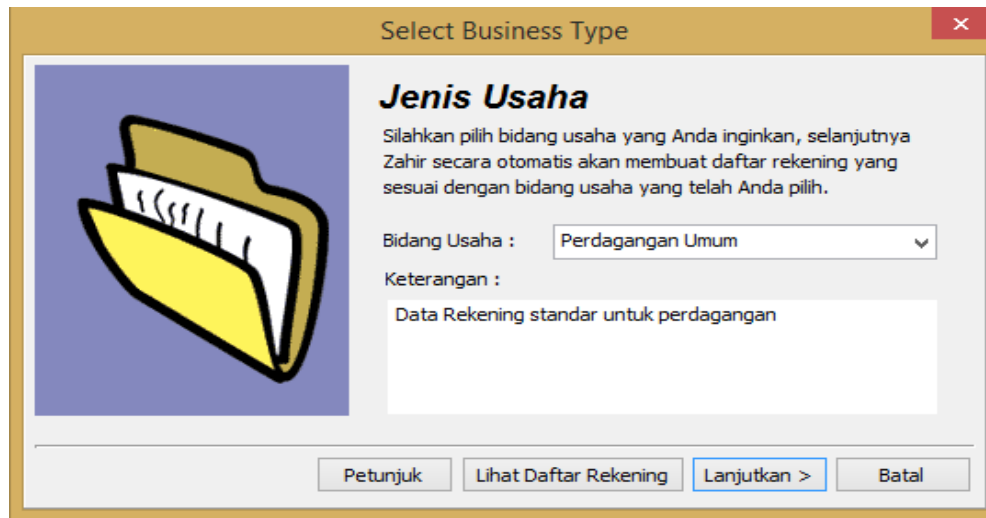 Select Business Type
Jenis Usaha
Silahkan pilih bidang usaha yang Anda inginkan, selanjutnya
Zahir secara otomatis akan membuat daftar rekening yang
sesuai dengan bidang usaha yang telah Anda pilih.
Bidang Usaha : Perdagangan Umum
Keterangan :
Data Rekening standar untuk perdagangan
Petunjuk Lihat Daftar Rekening Lanjutkan > Batal